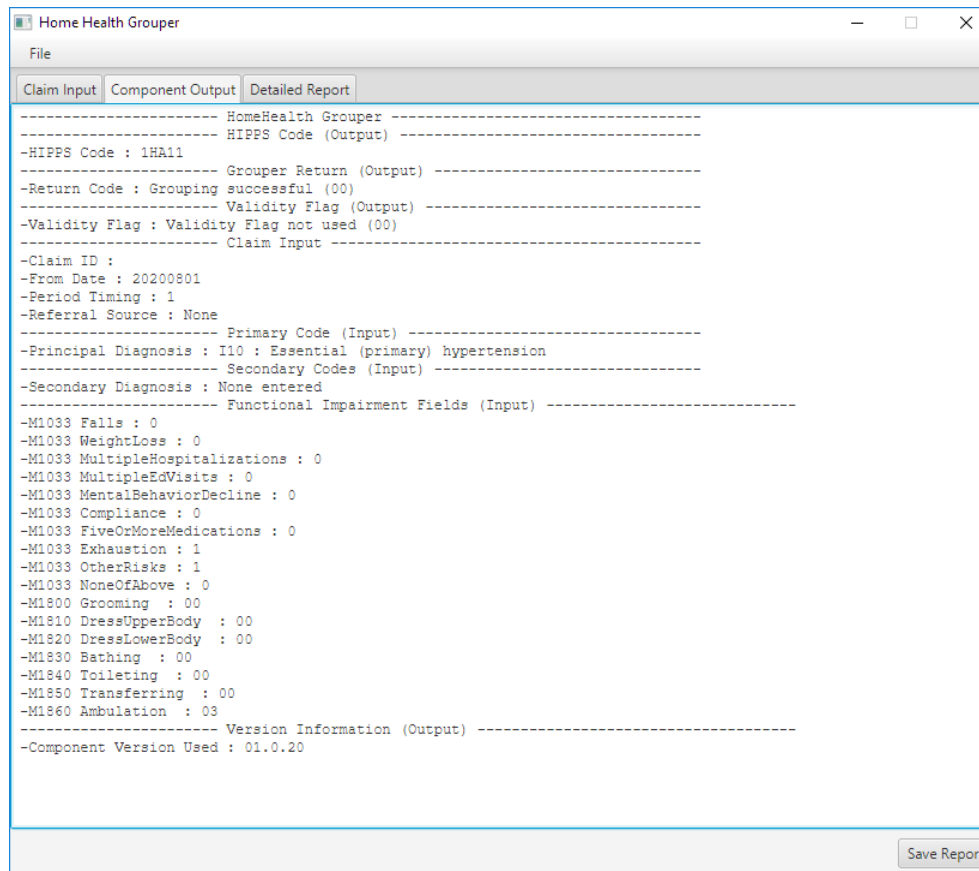 Home Health Grouper
File
Claim Input Component Output Detailed Report
----------------------- HomeHealth Grouper ------------------------------------
----------------------- HIPPS Code (Output) -----------------------------------
-HIPPS Code : 1HA11
----------------------- Grouper Return (Output) -------------------------------
-Return Code : Grouping successful (00)
----------------------- Validity Flag (Output) --------------------------------
-Validity Flag : Validity Flag not used (00)
----------------------- Claim Input -------------------------------------------
-Claim ID :
-From Date : 20200801
-Period Timing : 1
-Referral Source : None
----------------------- Primary Code (Input) ----------------------------------
-Principal Diagnosis : I10 : Essential (primary) hypertension
----------------------- Secondary Codes (Input) -------------------------------
-Secondary Diagnosis : None entered
----------------------- Functional Impairment Fields (Input) -----------------------------
-M1033 Falls : 0
-M1033 WeightLoss : 0
-M1033 MultipleHospitalizations : 0
-M1033 MultipleEdVisits : 0
-M1033 MentalBehaviorDecline : 0
-M1033 Compliance : 0
-M1033 FiveOrMoreMedications : 0
-M1033 Exhaustion : 1
-M1033 OtherRisks : 1
-M1033 NoneOfAbove : 0
-M1800 Grooming  : 00
-M1810 DressUpperBody  : 00
-M1820 DressLowerBody  : 00
-M1830 Bathing  : 00
-M1840 Toileting  : 00
-M1850 Transferring  : 00
-M1860 Ambulation  : 03
----------------------- Version Information (Output) -------------------------------------
-Component Version Used : 01.0.20
Save Repor